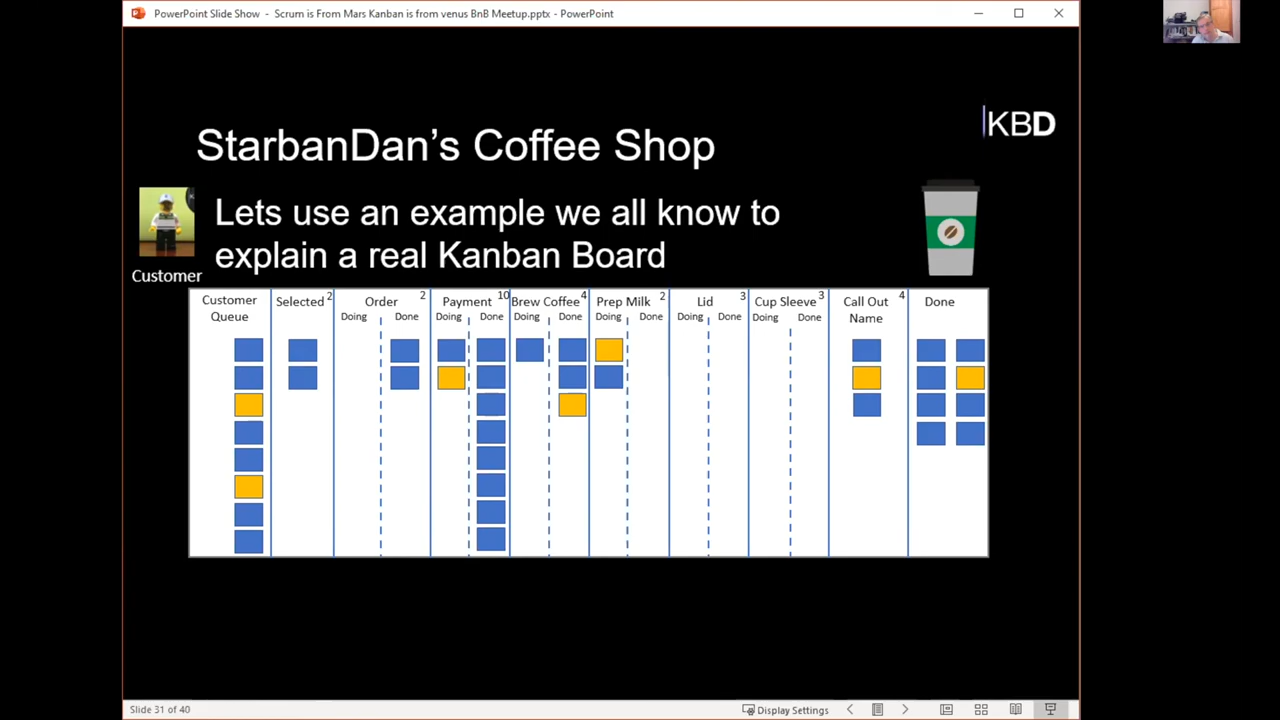 PowerPoint Slide Show - Scrum is From Mars Kanban is from venus BnB Meetup.pptx - PowerPoint
KBD
StarbanDan's Coffee Shop
Lets use an example we all know to
explain a real Kanban Board
Customer
Customer Queue
Selected 2
Order 2
Doing Done
Payment 10
Doing Done
Brew Coffee 4
Doing Done
Prep Milk 2
Doing Done
Lid 3
Doing Done
Cup Sleeve 3
Doing Done
Call Out Name 4
Done
Slide 31 of 40
Display Settings